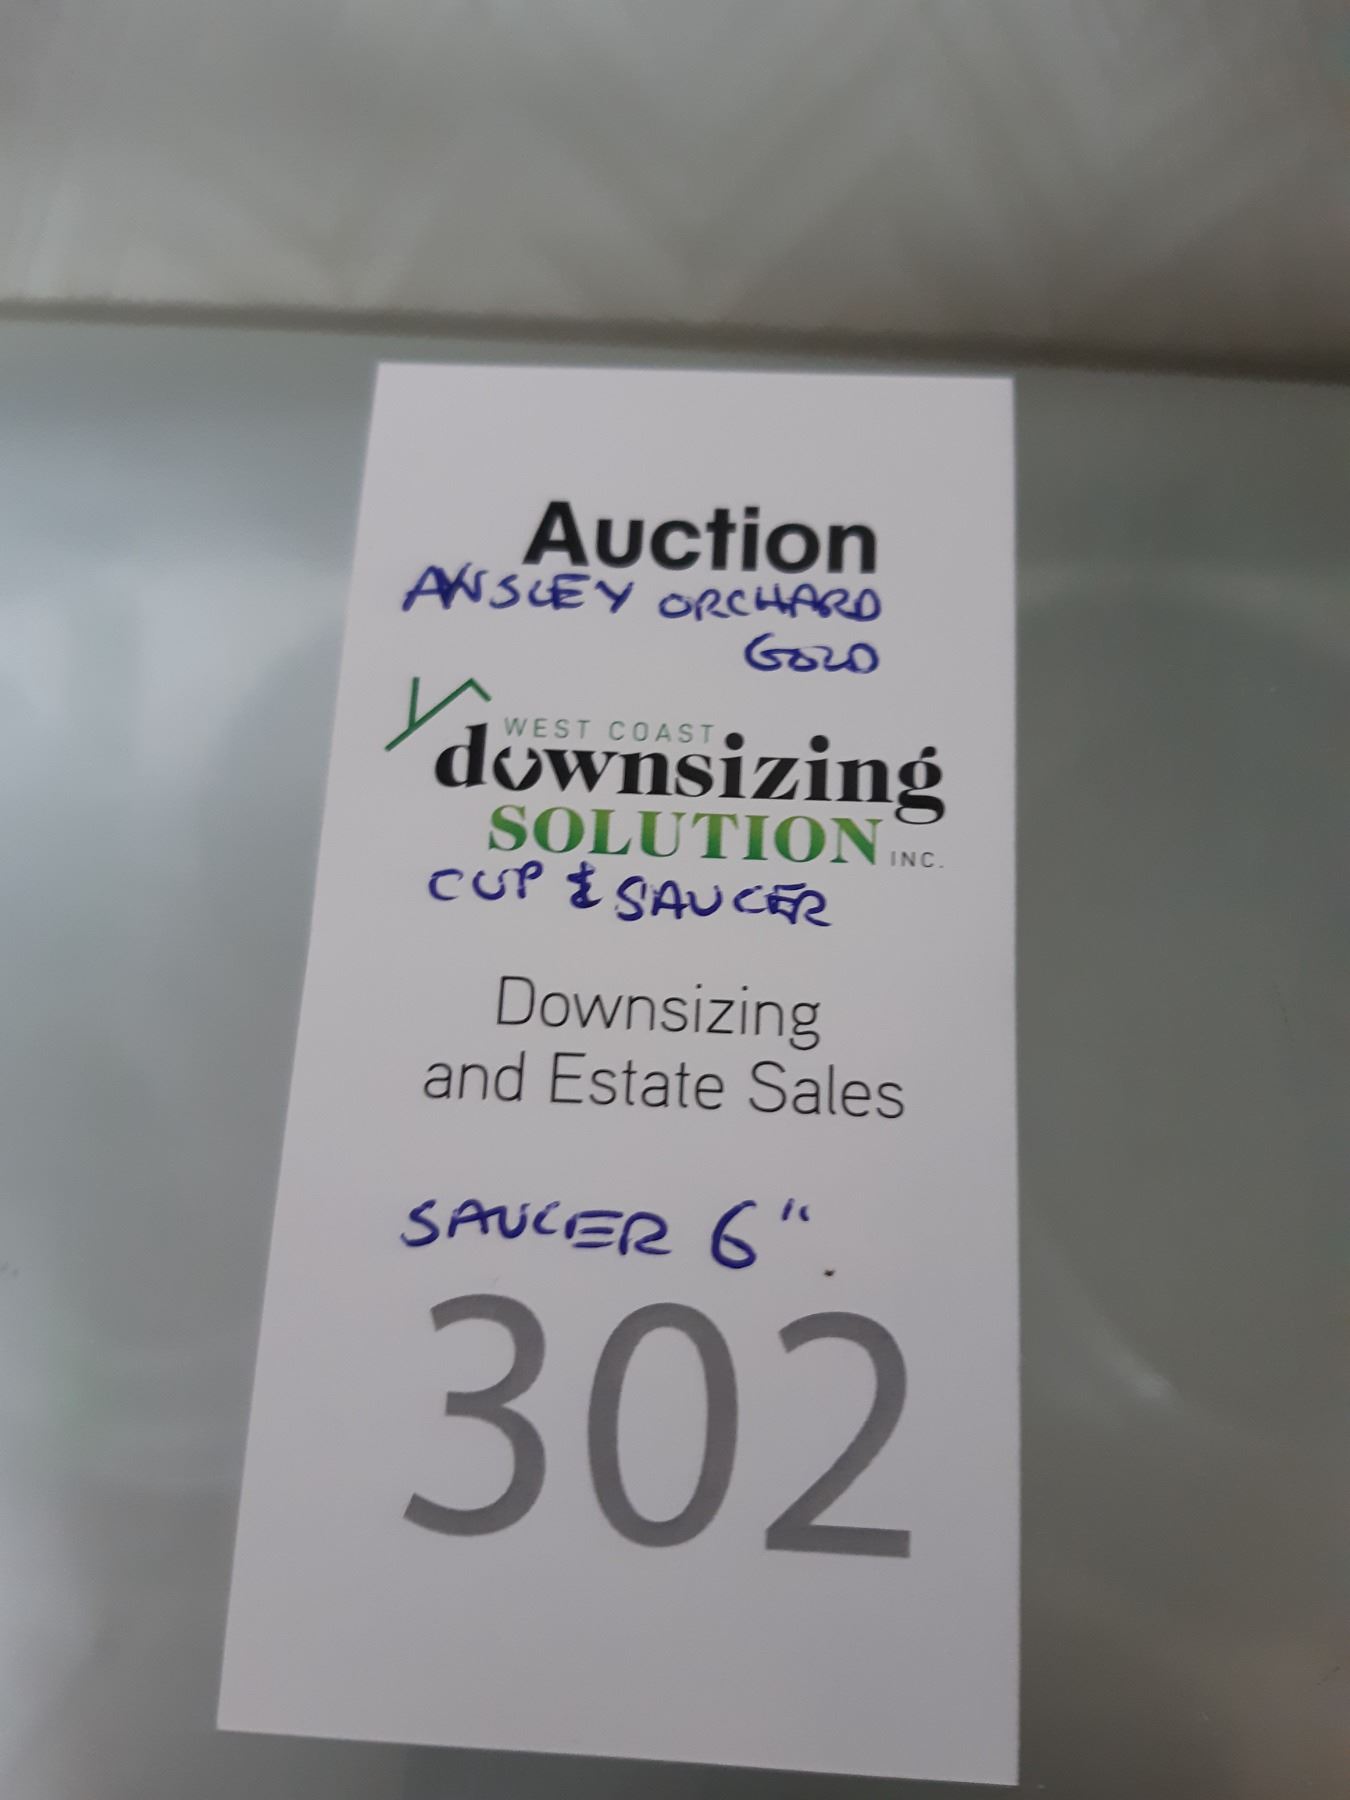 Auction
ANSLEY ORCHARD
GOLD
WEST COAST
downsizing
SOLUTION INC.
CUP & SAUCER
Downsizing
and Estate Sales
SAUCER 6".
302